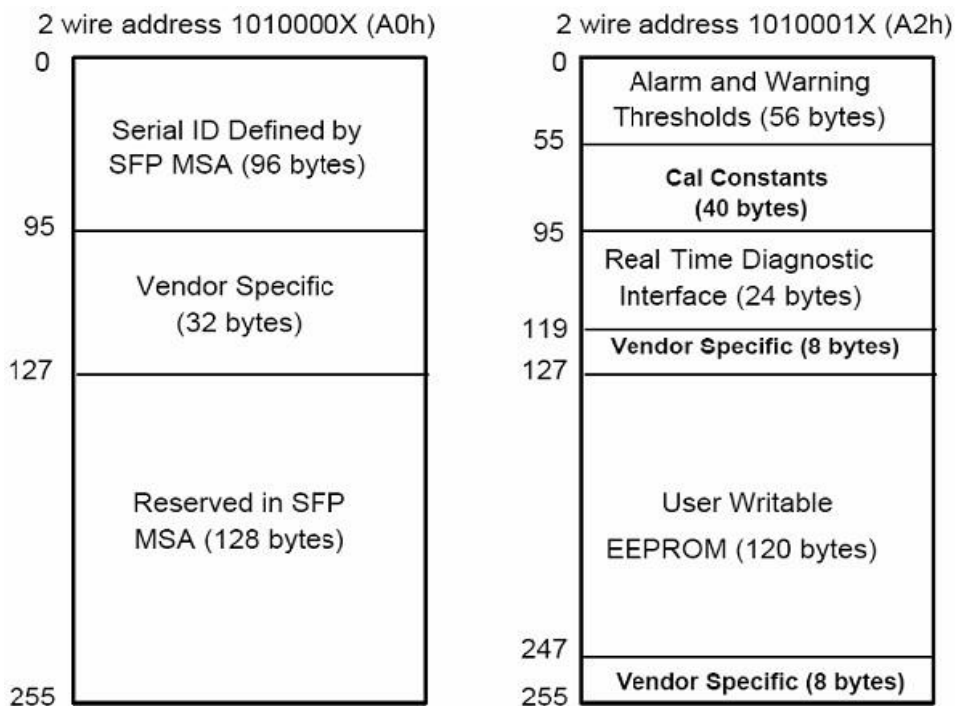 2 wire address 1010000X (A0h)
0
Serial ID Defined by
SFP MSA (96 bytes)
95
Vendor Specific
(32 bytes)
127
Reserved in SFP
MSA (128 bytes)
255
2 wire address 1010001X (A2h)
0
Alarm and Warning
Thresholds (56 bytes)
55
Cal Constants
(40 bytes)
95
Real Time Diagnostic
Interface (24 bytes)
119
Vendor Specific (8 bytes)
127
User Writable
EEPROM (120 bytes)
247
Vendor Specific (8 bytes)
255